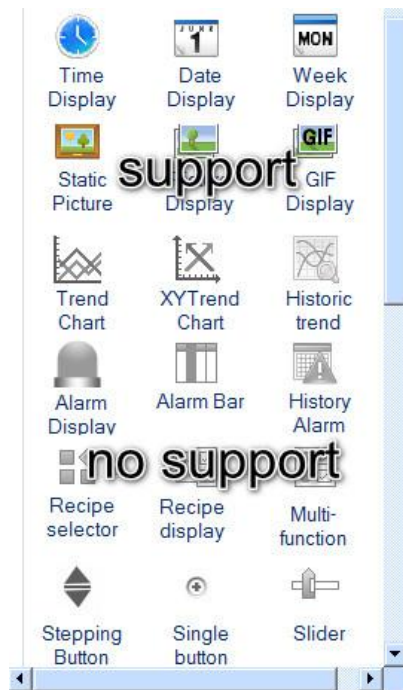 JUNE
1
MON
Time Display
Date Display
Week Display
GIF
support
Static Picture
Display
GIF Display
Trend Chart
XYTrend Chart
Historic trend
Alarm Display
Alarm Bar
History Alarm
no support
Recipe selector
Recipe display
Multi-function
Stepping Button
Single button
Slider